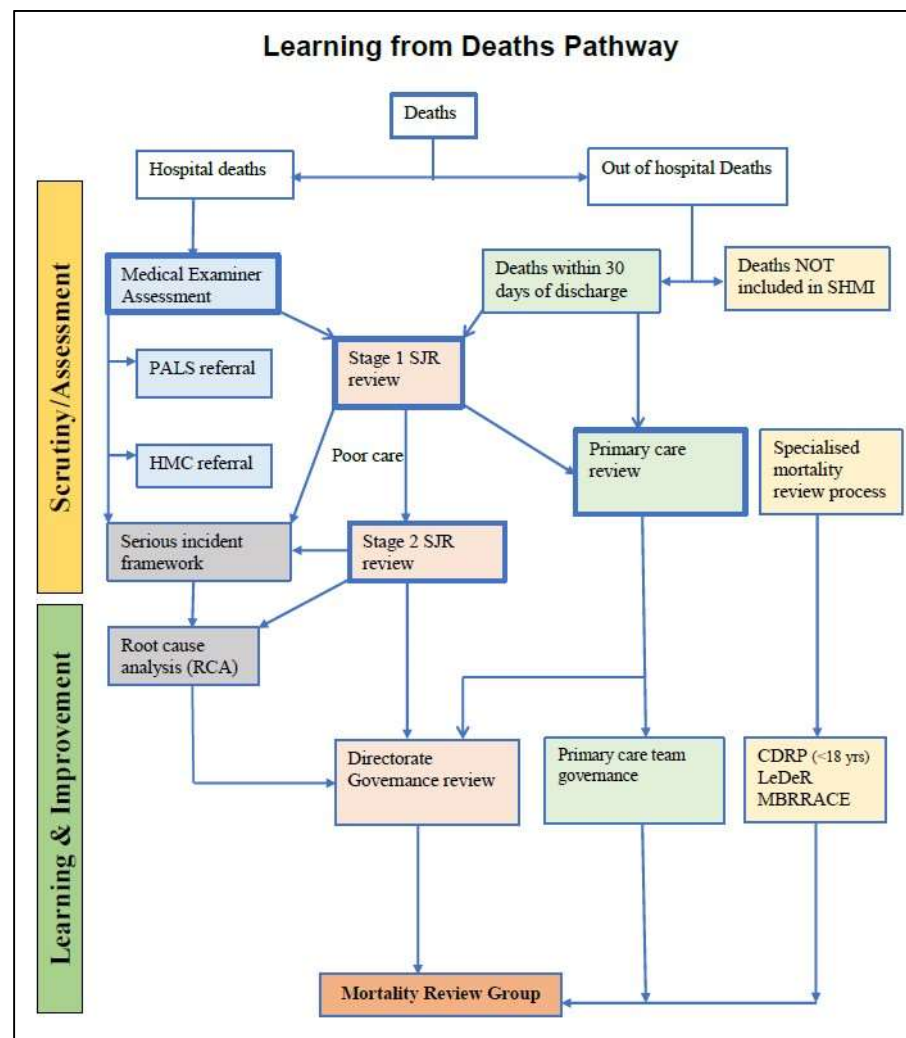 Learning from Deaths Pathway
Deaths
Hospital deaths
Out of hospital Deaths
Scrutiny/Assessment
Medical Examiner
Assessment
Deaths within 30
days of discharge
Deaths NOT
included in SHMI
PALS referral
Stage 1 SJR
review
HMC referral
Poor care
Primary care
review
Specialised
mortality
review process
Serious incident
framework
Stage 2 SJR
review
Learning & Improvement
Root cause
analysis (RCA)
Directorate
Governance review
Primary care team
governance
CDRP (<18 yrs)
LeDeR
MBRRACE
Mortality Review Group